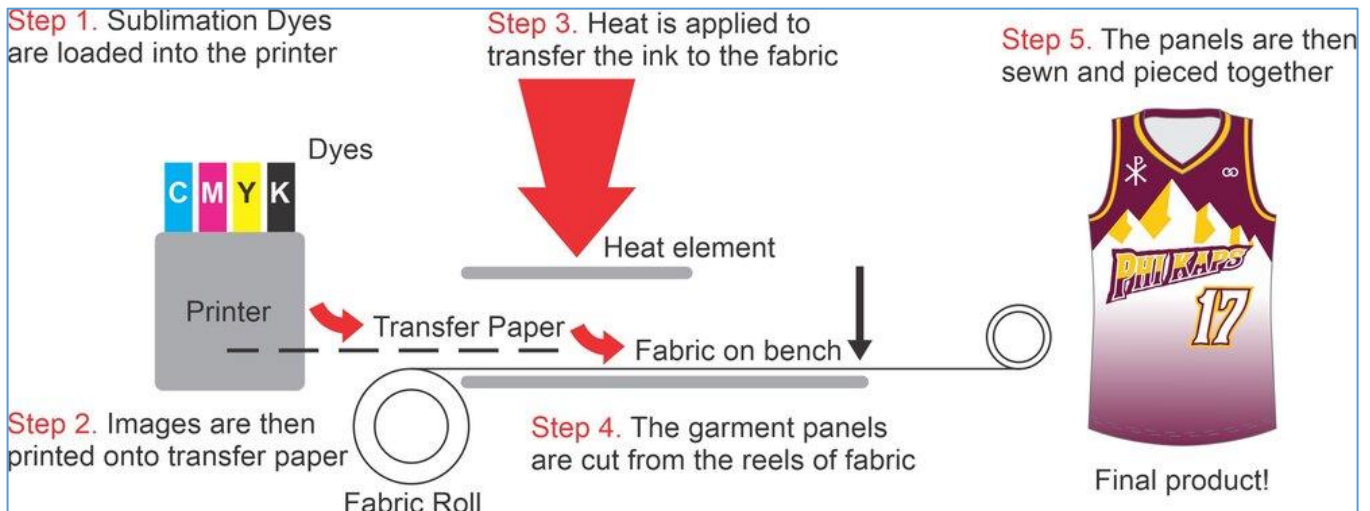 Step 1. Sublimation Dyes
are loaded into the printer
Step 3. Heat is applied to
transfer the ink to the fabric
Step 5. The panels are then
sewn and pieced together
Dyes
C M Y K
Heat element
Printer
Transfer Paper
Fabric on bench
PHI KAPS
17
Step 2. Images are then
printed onto transfer paper
Step 4. The garment panels
are cut from the reels of fabric
Fabric Roll
Final product!